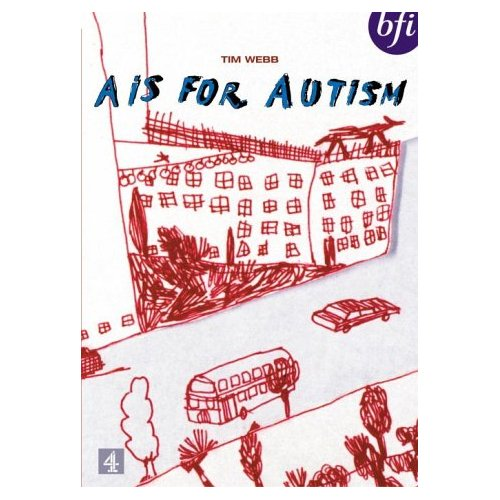 bfi
TIM WEBB
A IS FOR AUTISM
4